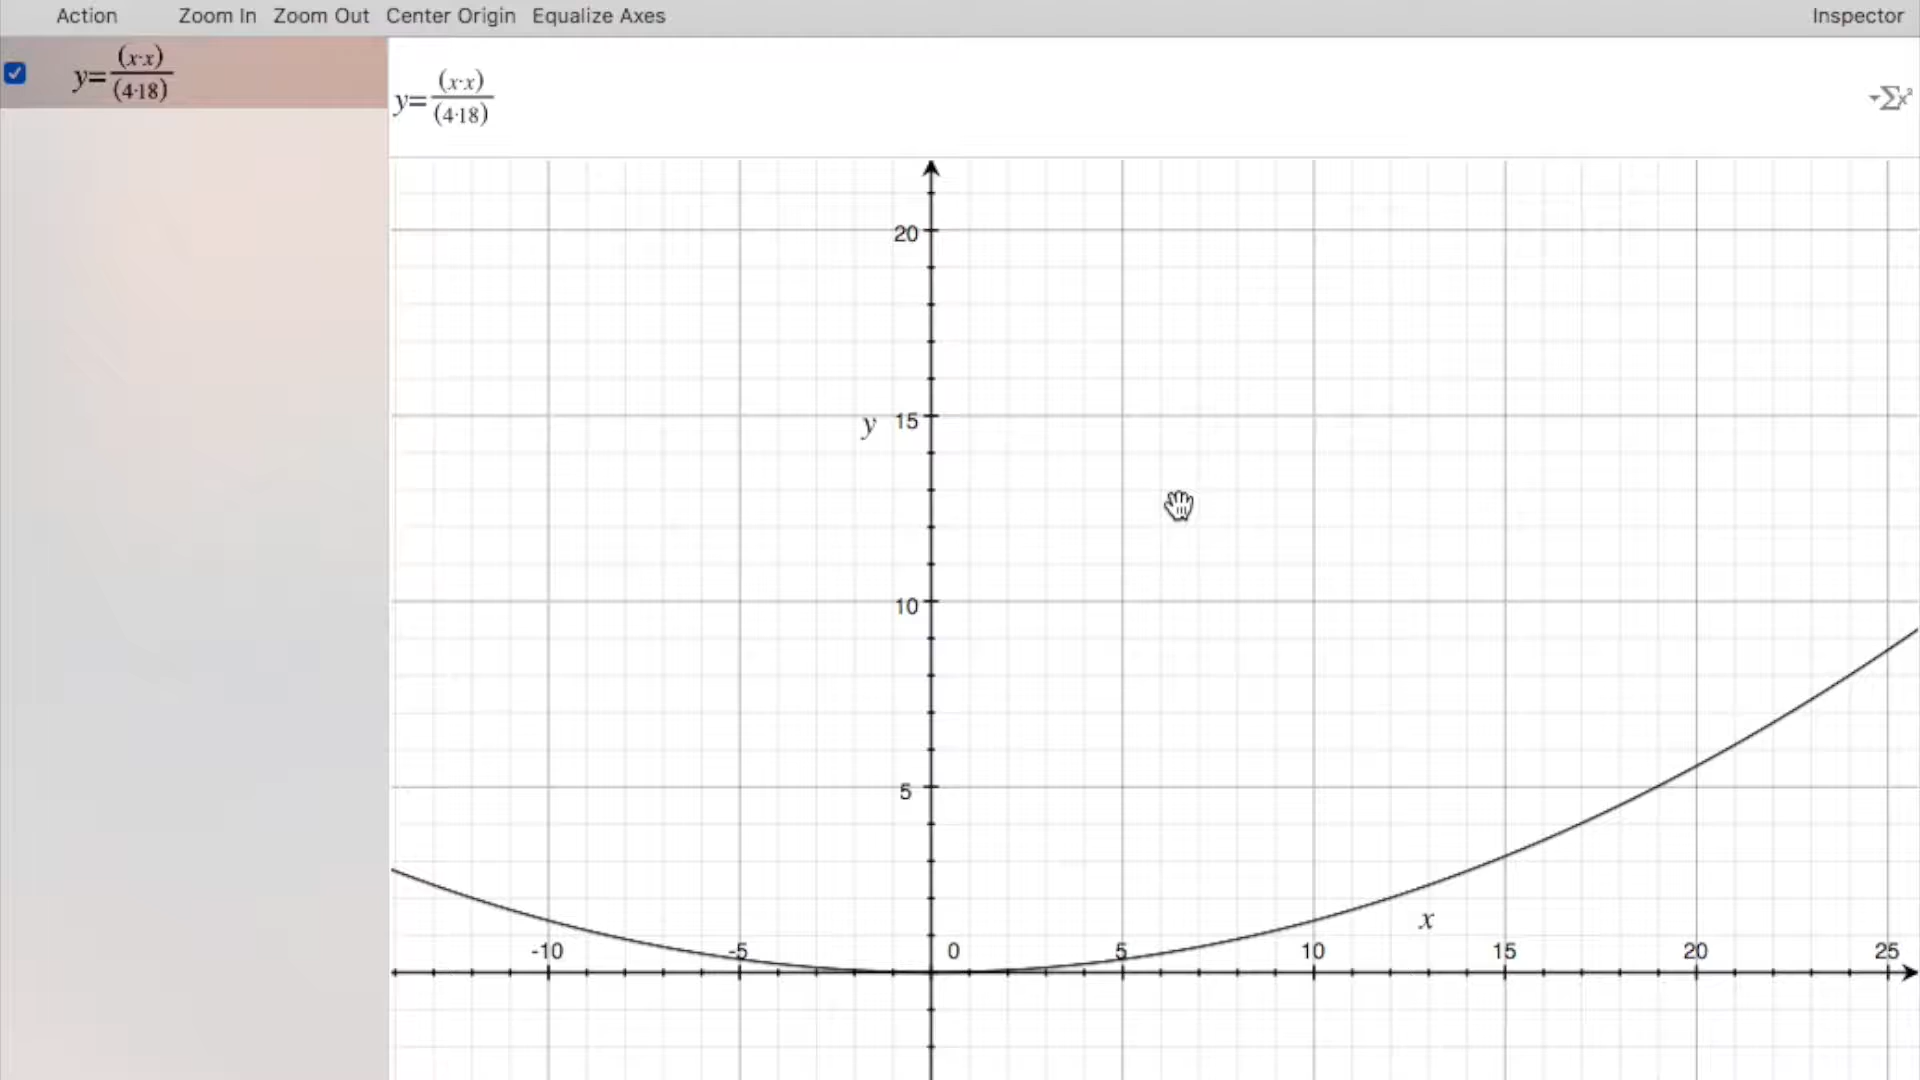 Action Zoom In Zoom Out Center Origin Equalize Axes Inspector
y=(x·x)/(4·18)
y=(x·x)/(4·18)
20
y 15
10
5
x
-10 -5 0 5 10 15 20 25